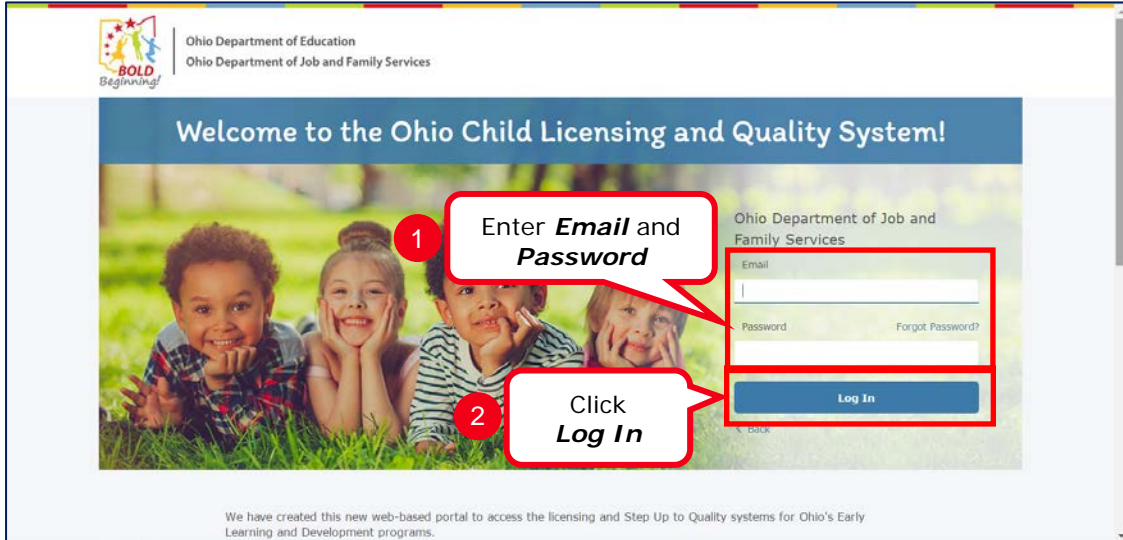 BOLD
Beginning!
Ohio Department of Education
Ohio Department of Job and Family Services
Welcome to the Ohio Child Licensing and Quality System!
1
Enter Email and
Password
Ohio Department of Job and
Family Services
Email
Password Forgot Password?
2
Click
Log In
Log In
< Back
We have created this new web-based portal to access the licensing and Step Up to Quality systems for Ohio's Early
Learning and Development programs.